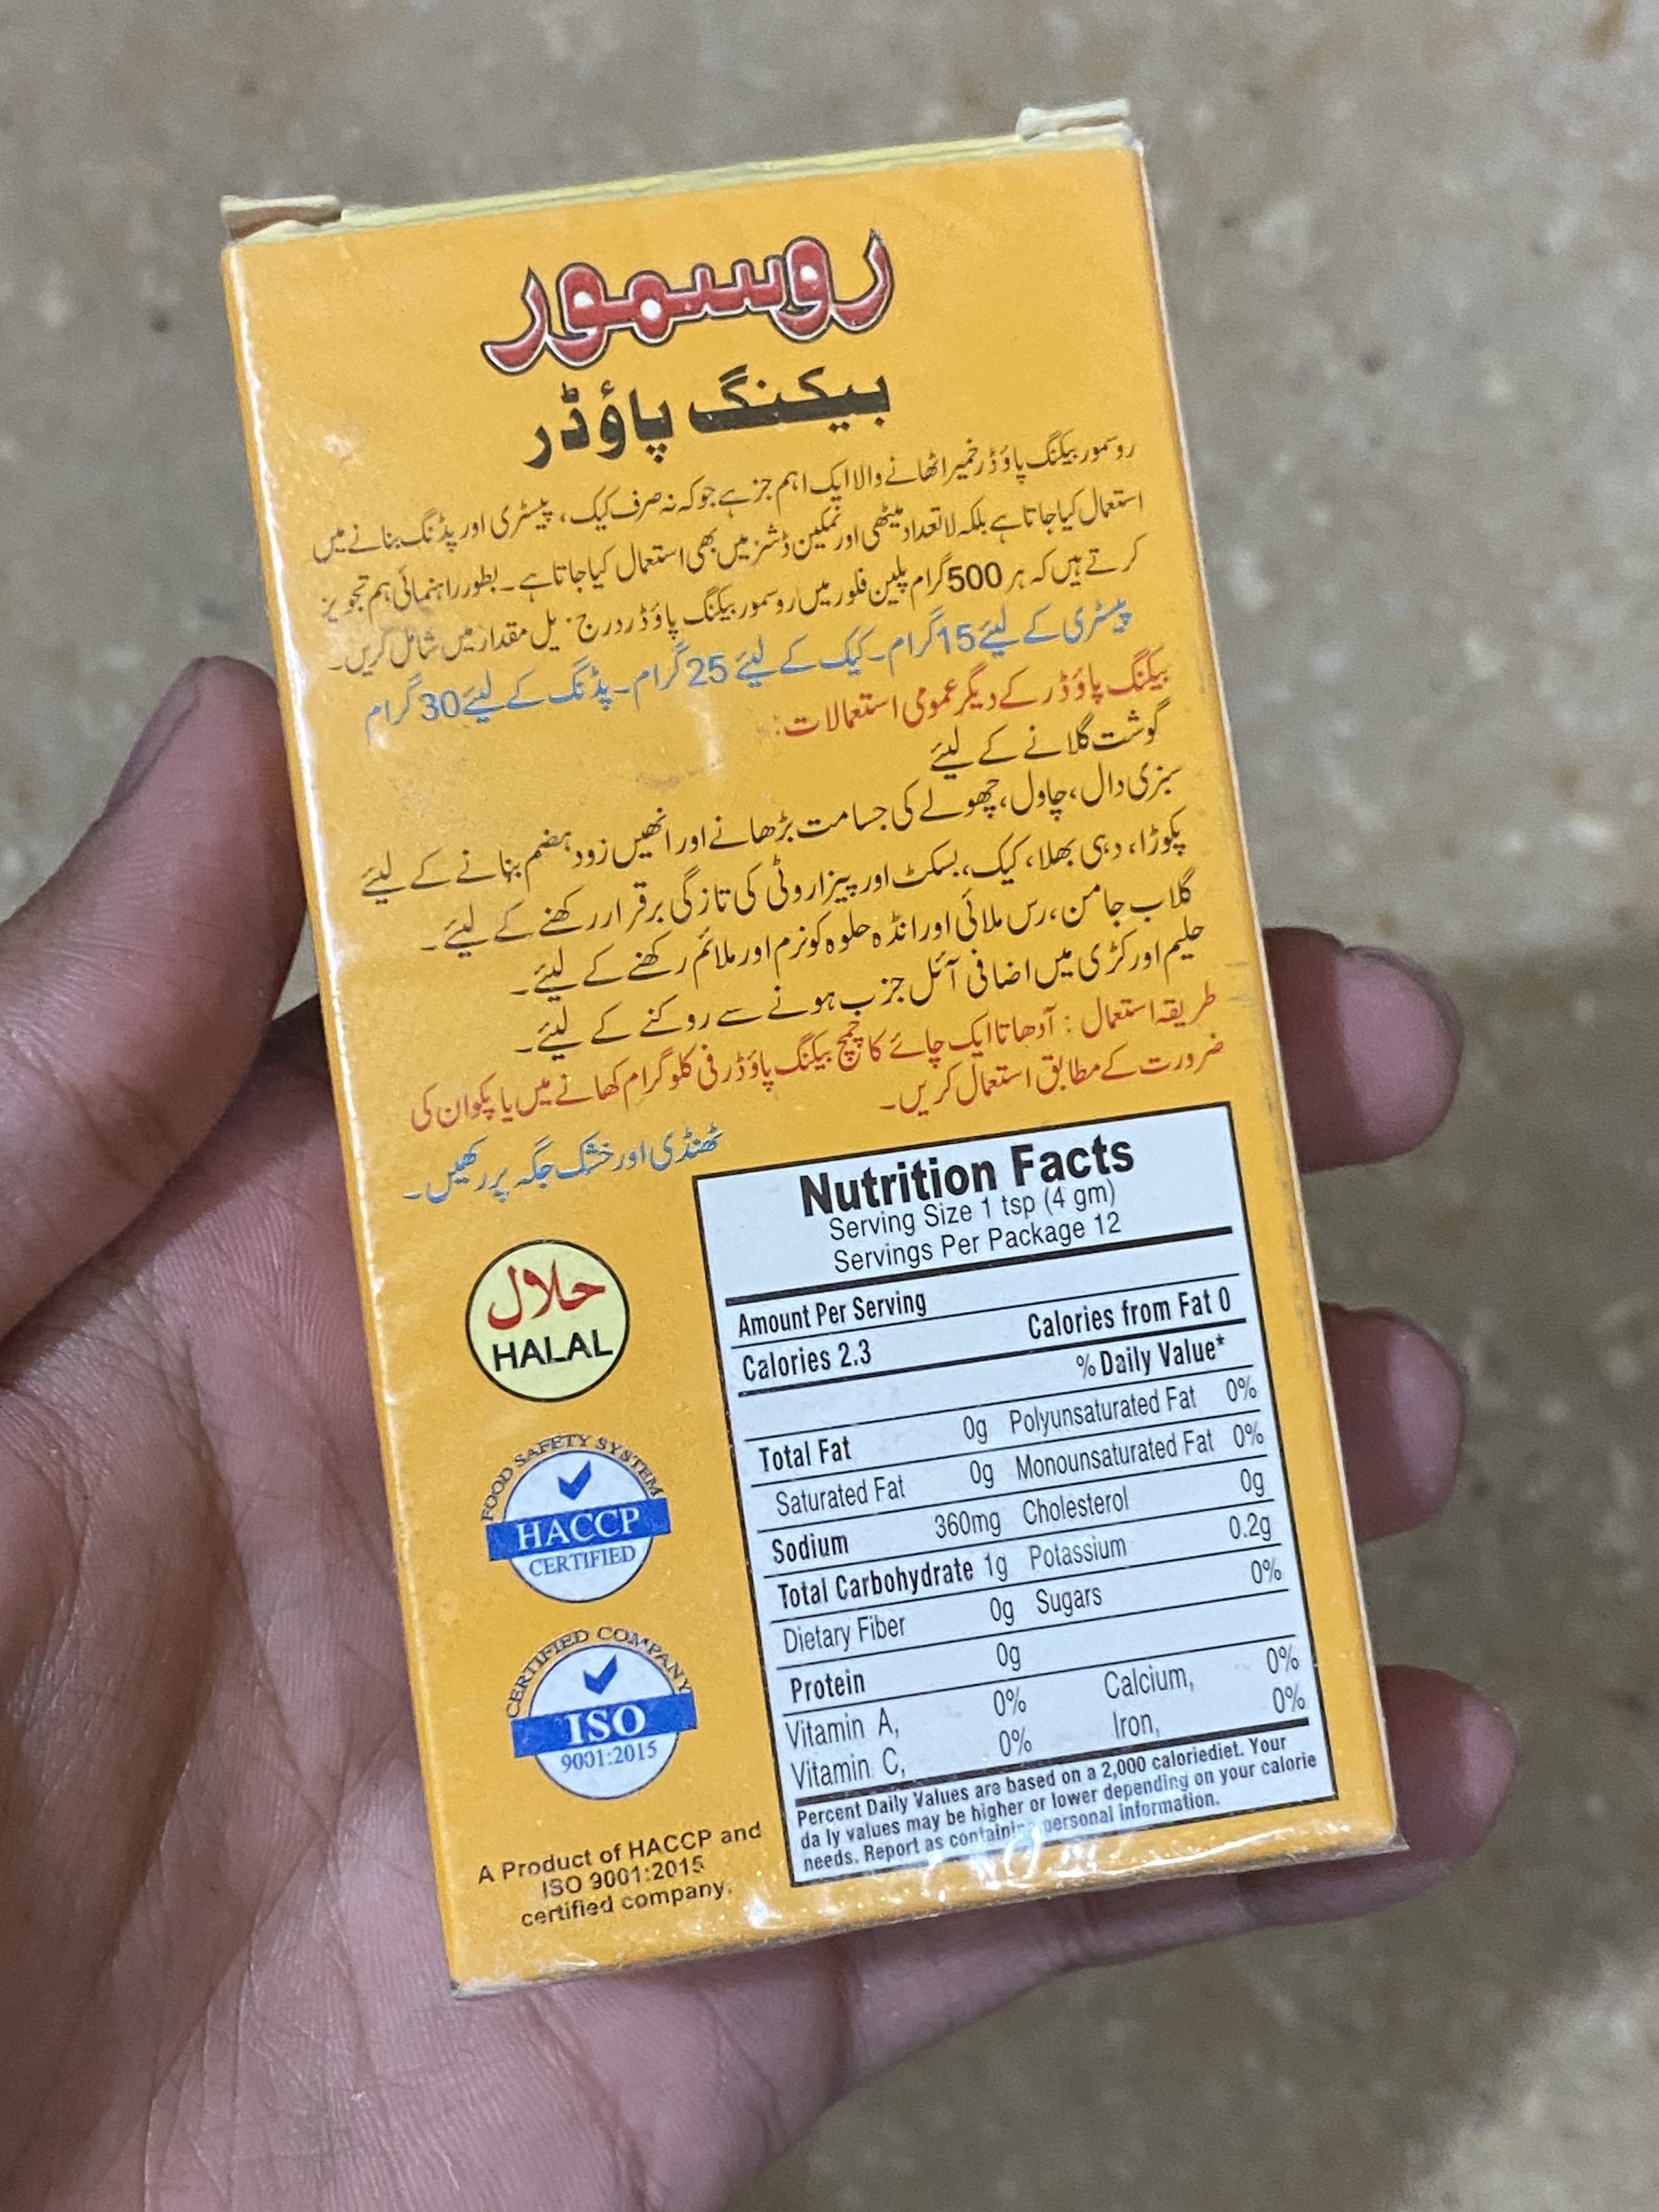 روسمور
بیکنگ پاؤڈر
روسمور بیکنگ پاؤڈر خمیر اٹھانے والا ایک اہم جز ہے جو کہ نہ صرف کیک، پیسٹری اور پڈنگ بنانے میں
استعمال کیا جاتا ہے بلکہ لاتعداد میٹھی اور نمکین ڈشز میں بھی استعمال کیا جاتا ہے۔ بطور راہنمائی ہم تجویز
کرتے ہیں کہ ہر 500 گرام پلین فلور میں روسمور بیکنگ پاؤڈر درج ذیل مقدار میں شامل کریں۔
پیسٹری کے لیئے 15 گرام۔ کیک کے لیئے 25 گرام۔ پڈنگ کے لیئے 30 گرام
بیکنگ پاؤڈر کے دیگر عمومی استعمالات:
گوشت گلانے کے لیئے
سبزی دال، چاول، چھولے کی جسامت بڑھانے اور انھیں زود ہضم بنانے کے لیئے
پکوڑا، دہی بھلا، کیک، بسکٹ اور پیزا روٹی کی تازگی برقرار رکھنے کے لیئے۔
گلاب جامن، رس ملائی اور انڈہ حلوہ کو نرم اور ملائم رکھنے کے لیئے۔
حلیم اور کڑی میں اضافی آئل جزب ہونے سے روکنے کے لیئے۔
طریقہ استعمال : آدھا تا ایک چائے کا چمچ بیکنگ پاؤڈر فی کلو گرام کھانے میں یا پکوان کی
ضرورت کے مطابق استعمال کریں۔
ٹھنڈی اور خشک جگہ پر رکھیں۔
حلال
HALAL
FOOD SAFETY SYSTEM
HACCP
CERTIFIED
CERTIFIED COMPANY
ISO
9001:2015
A Product of HACCP and
ISO 9001:2015
certified company.
Nutrition Facts
Serving Size 1 tsp (4 gm)
Servings Per Package 12
Amount Per Serving
Calories 2.3 Calories from Fat 0
% Daily Value*
Total Fat 0g Polyunsaturated Fat 0%
Saturated Fat 0g Monounsaturated Fat 0%
Sodium 360mg Cholesterol 0g
Total Carbohydrate 1g Potassium 0.2g
Dietary Fiber 0g Sugars 0%
Protein 0g
Vitamin A, 0% Calcium, 0%
Vitamin C, 0% Iron, 0%
Percent Daily Values are based on a 2,000 caloriediet. Your
da ly values may be higher or lower depending on your calorie
needs. Report as containing personal information.